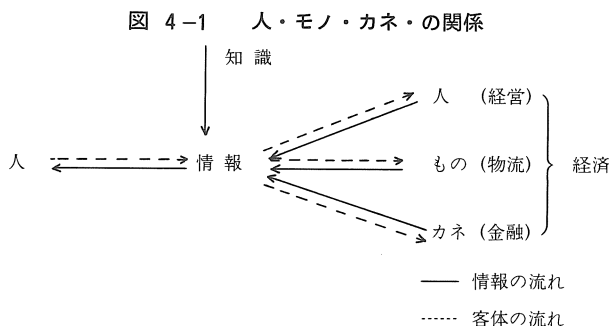 図 4-1 人・モノ・カネ・の関係
知識
人 (経営)
人 情報 もの (物流) 経済
カネ (金融)
情報の流れ
客体の流れ